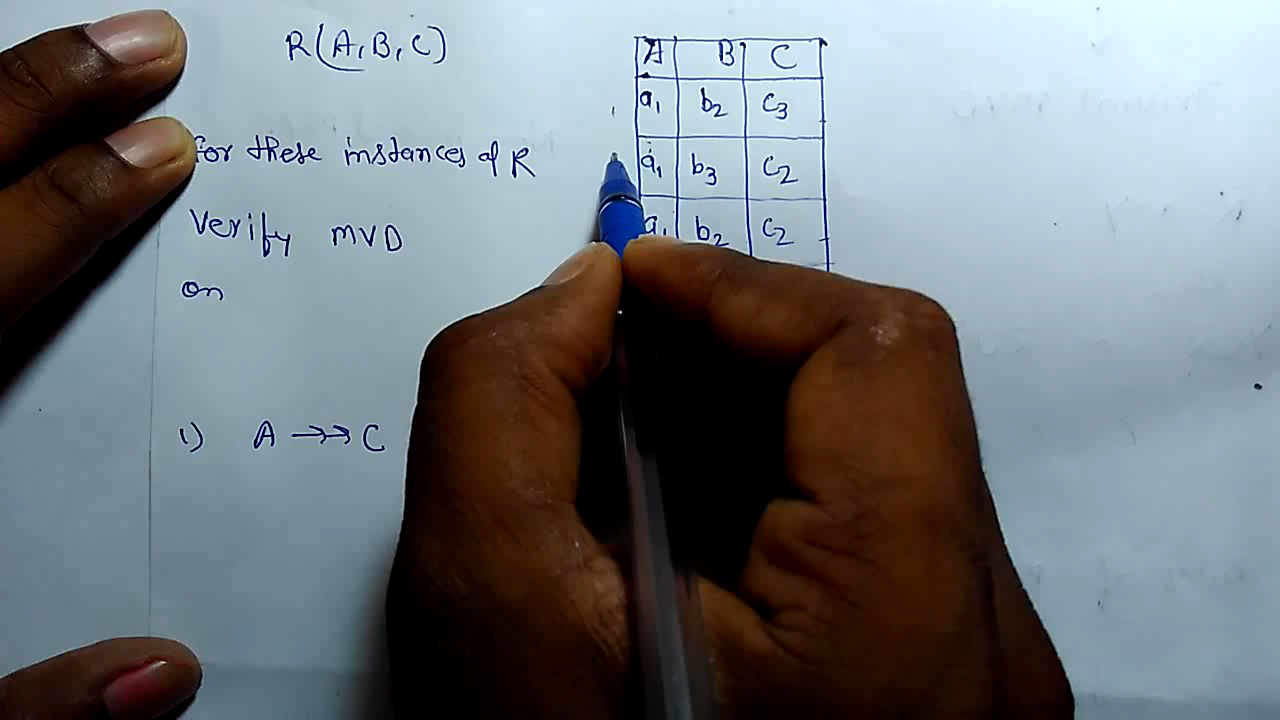 R(A, B, C)
for these instances of R
Verify MVD
on
1) A →→ C
A B C
a1 b2 c3
a1 b3 c2
a1 b2 c2